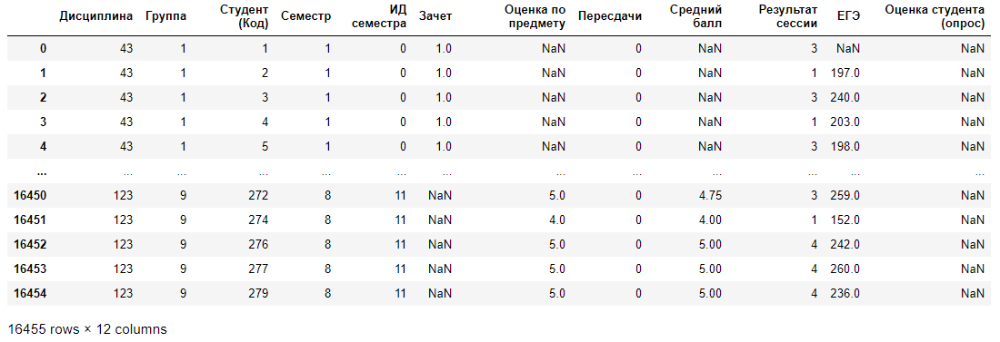 Дисциплина Группа Студент (Код) Семестр ИД семестра Зачет Оценка по предмету Пересдачи Средний балл Результат сессии ЕГЭ Оценка студента (опрос)
0 43 1 1 1 0 1.0 NaN 0 NaN 3 NaN NaN
1 43 1 2 1 0 1.0 NaN 0 NaN 1 197.0 NaN
2 43 1 3 1 0 1.0 NaN 0 NaN 3 240.0 NaN
3 43 1 4 1 0 1.0 NaN 0 NaN 1 203.0 NaN
4 43 1 5 1 0 1.0 NaN 0 NaN 3 198.0 NaN
... ... ... ... ... ... ... ... ... ... ... ... ...
16450 123 9 272 8 11 NaN 5.0 0 4.75 3 259.0 NaN
16451 123 9 274 8 11 NaN 4.0 0 4.00 1 152.0 NaN
16452 123 9 276 8 11 NaN 5.0 0 5.00 4 242.0 NaN
16453 123 9 277 8 11 NaN 5.0 0 5.00 4 260.0 NaN
16454 123 9 279 8 11 NaN 5.0 0 5.00 4 236.0 NaN
16455 rows × 12 columns